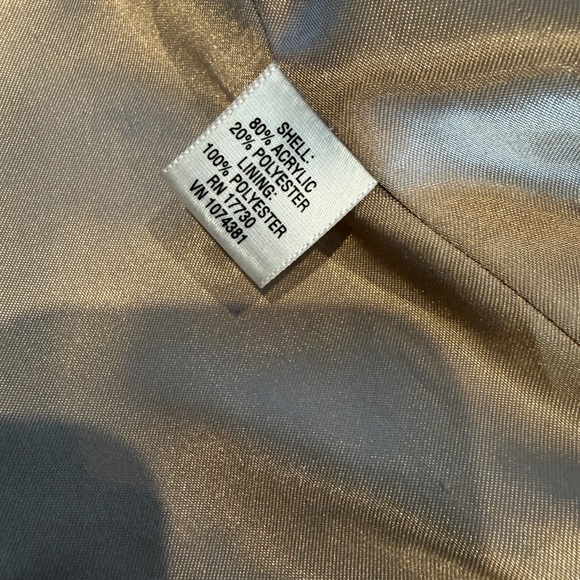 SHELL:
80% ACRYLIC
20% POLYESTER
LINING:
100% POLYESTER
RN 17730
VN 1074381